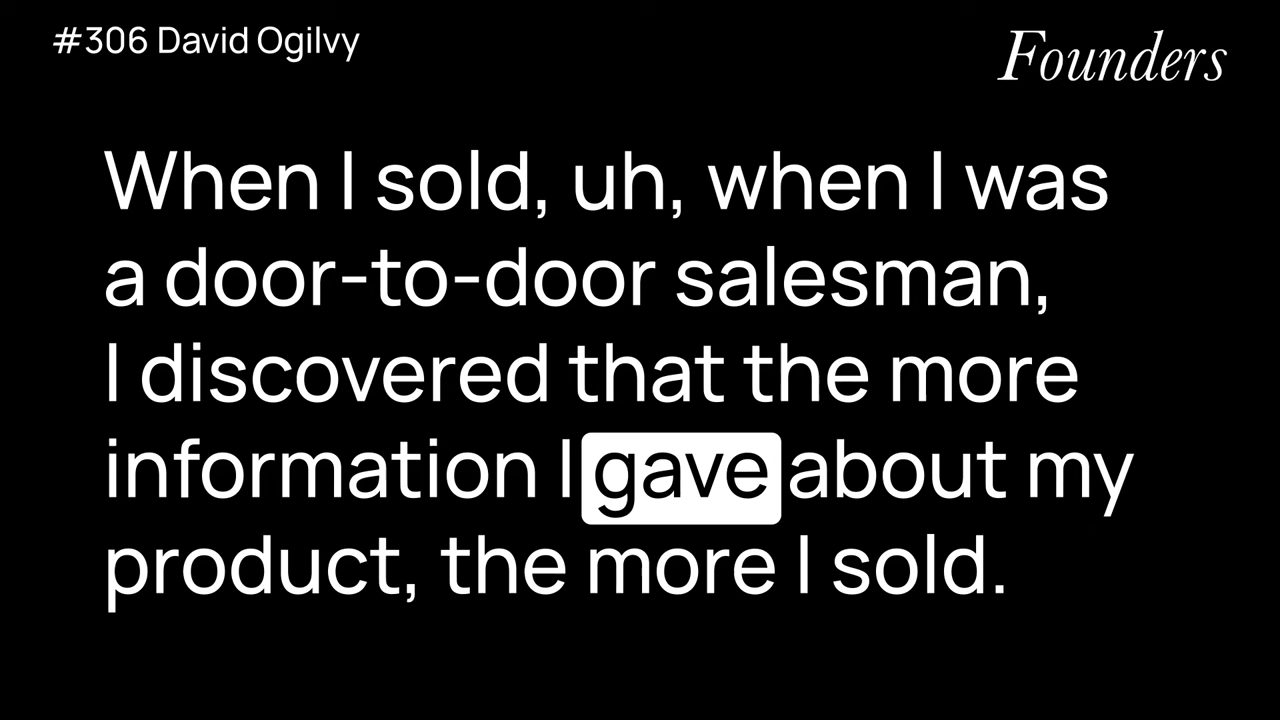 #306 David Ogilvy
Founders
When I sold, uh, when I was
a door-to-door salesman,
I discovered that the more
information I gave about my
product, the more I sold.